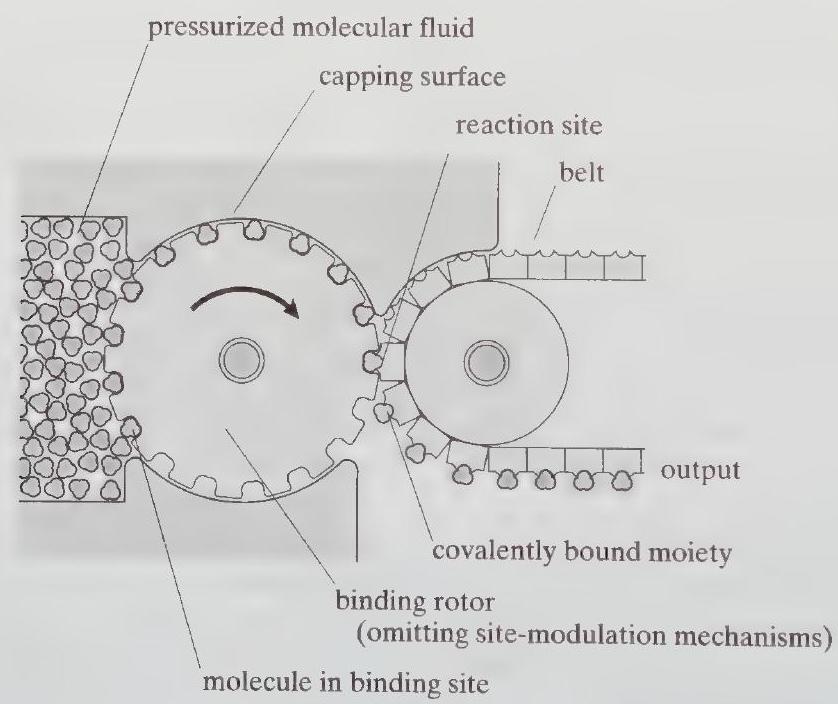 pressurized molecular fluid
capping surface
reaction site
belt
output
covalently bound moiety
binding rotor
(omitting site-modulation mechanisms)
molecule in binding site